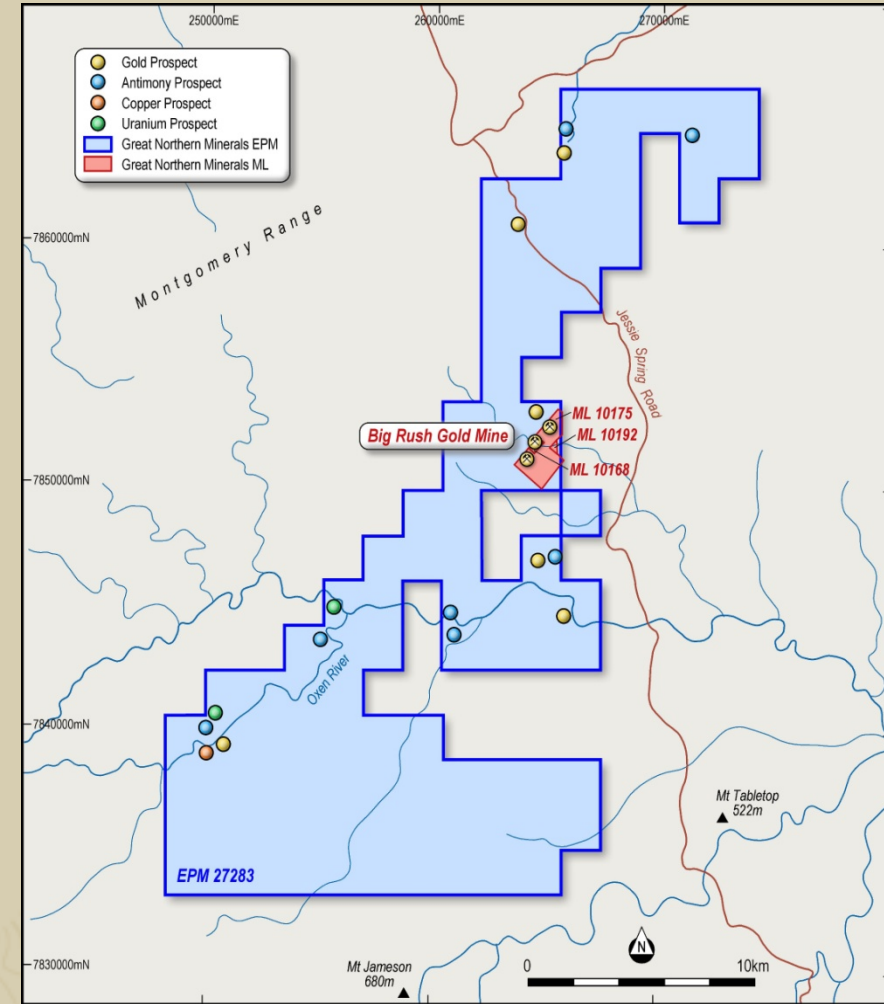 250000mE
260000mE
270000mE
Gold Prospect
Antimony Prospect
Copper Prospect
Uranium Prospect
Great Northern Minerals EPM
Great Northern Minerals ML
7860000mN
Montgomery Range
Jessie Spring Road
ML 10175
Big Rush Gold Mine
ML 10192
ML 10168
7850000mN
Oxen River
7840000mN
Mt Tabletop
522m
EPM 27283
N
7830000mN
Mt Jameson
680m
0
10km